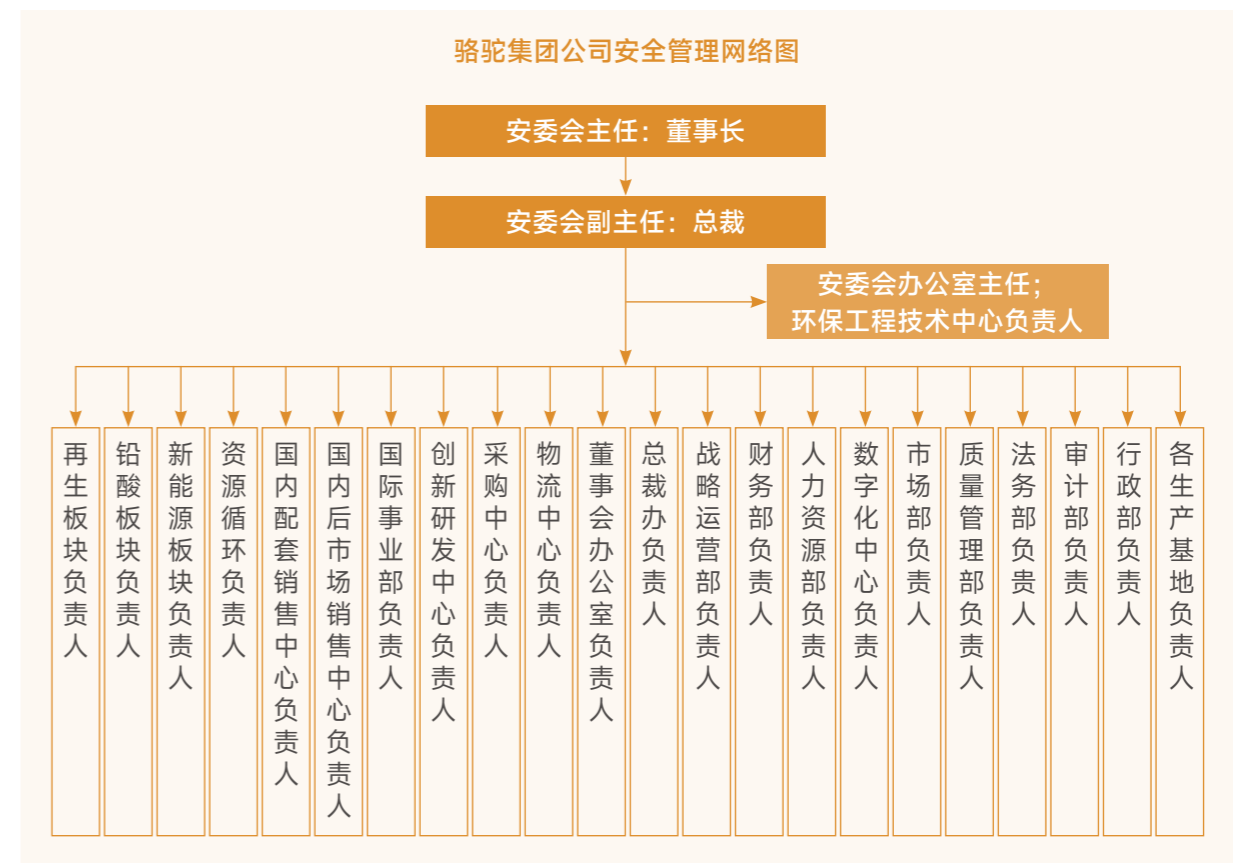 骆驼集团公司安全管理网络图
安委会主任：董事长
安委会副主任：总裁
安委会办公室主任；
环保工程技术中心负责人
再生板块负责人
铅酸板块负责人
新能源板块负责人
资源循环负责人
国内配套销售中心负责人
国内后市场销售中心负责人
国际事业部负责人
创新研发中心负责人
采购中心负责人
物流中心负责人
董事会办公室负责人
总裁办负责人
战略运营部负责人
财务部负责人
人力资源部负责人
数字化中心负责人
市场部负责人
质量管理部负责人
法务部负贵人
审计部负责人
行政部负责人
各生产基地负责人